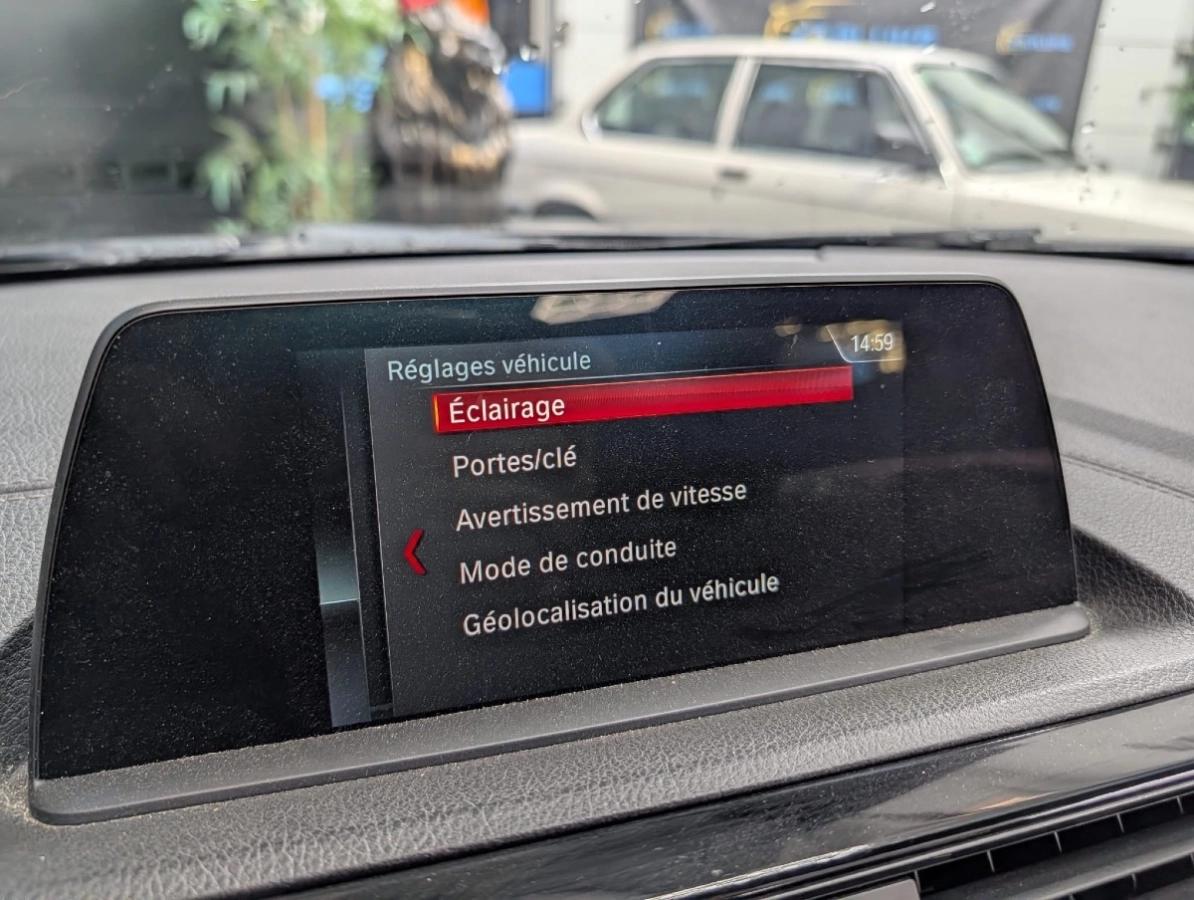 Réglages véhicule
14:59
Éclairage
Portes/clé
Avertissement de vitesse
Mode de conduite
Géolocalisation du véhicule